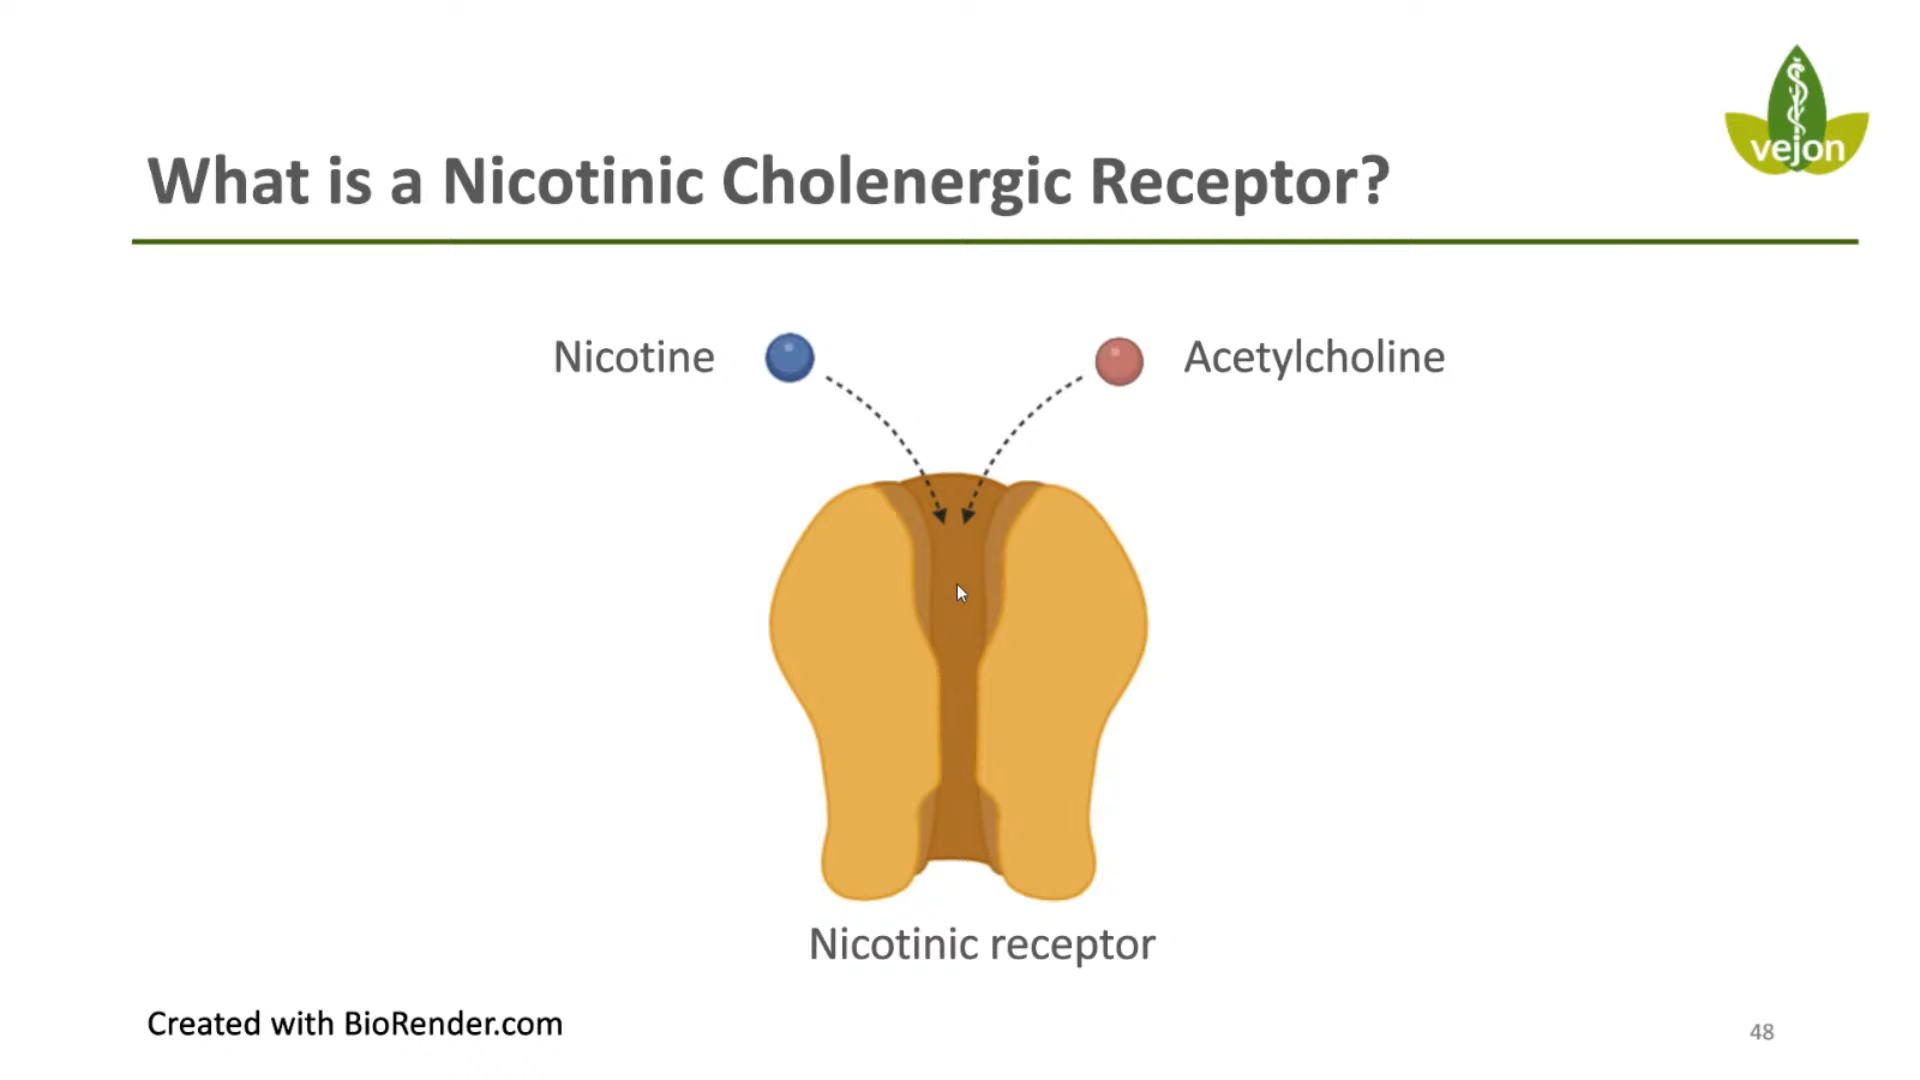 vejon
What is a Nicotinic Cholenergic Receptor?
Nicotine
Acetylcholine
Nicotinic receptor
Created with BioRender.com
48